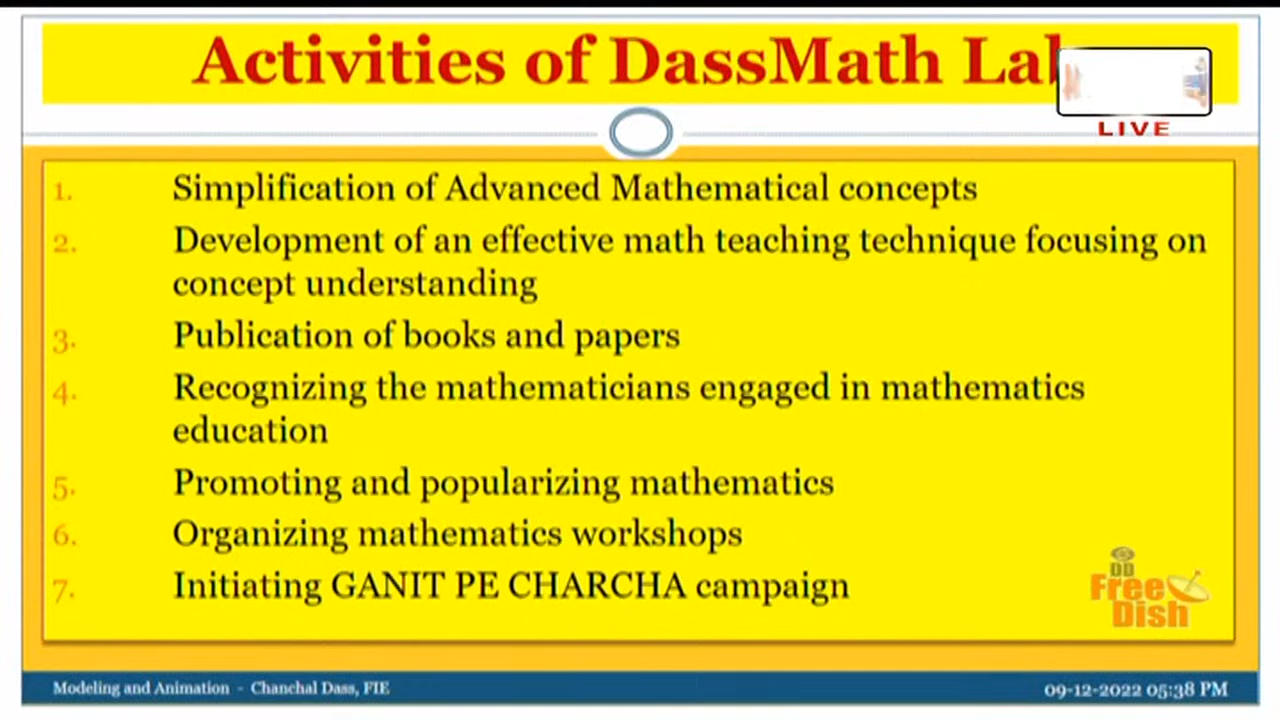 Activities of DassMath Lab
LIVE
1. Simplification of Advanced Mathematical concepts
2. Development of an effective math teaching technique focusing on
concept understanding
3. Publication of books and papers
4. Recognizing the mathematicians engaged in mathematics
education
5. Promoting and popularizing mathematics
6. Organizing mathematics workshops
7. Initiating GANIT PE CHARCHA campaign
DD
Free
Dish
Modeling and Animation - Chanchal Dass, FIE
09-12-2022 05:38 PM